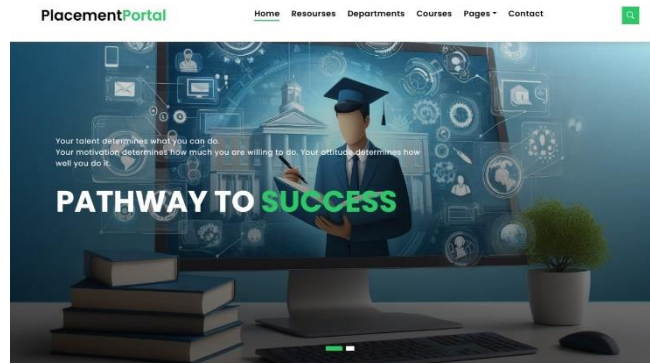 PlacementPortal
Home Resourses Departments Courses Pages Contact
Your talent determines what you can do.
Your motivation determines how much you are willing to do. Your attitude determines how
well you do it.
PATHWAY TO SUCCESS